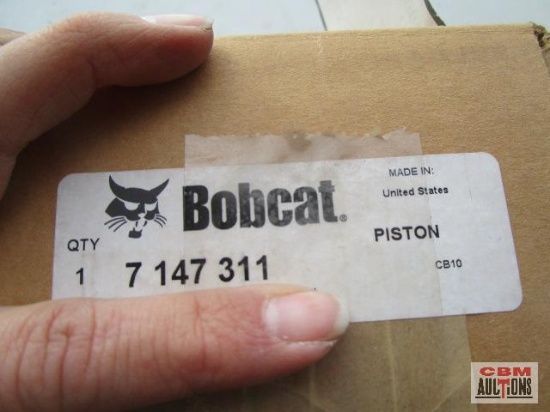 Bobcat®
MADE IN:
United States
QTY
PISTON
1 7 147 311
CB10
CBM
AUCTIONS